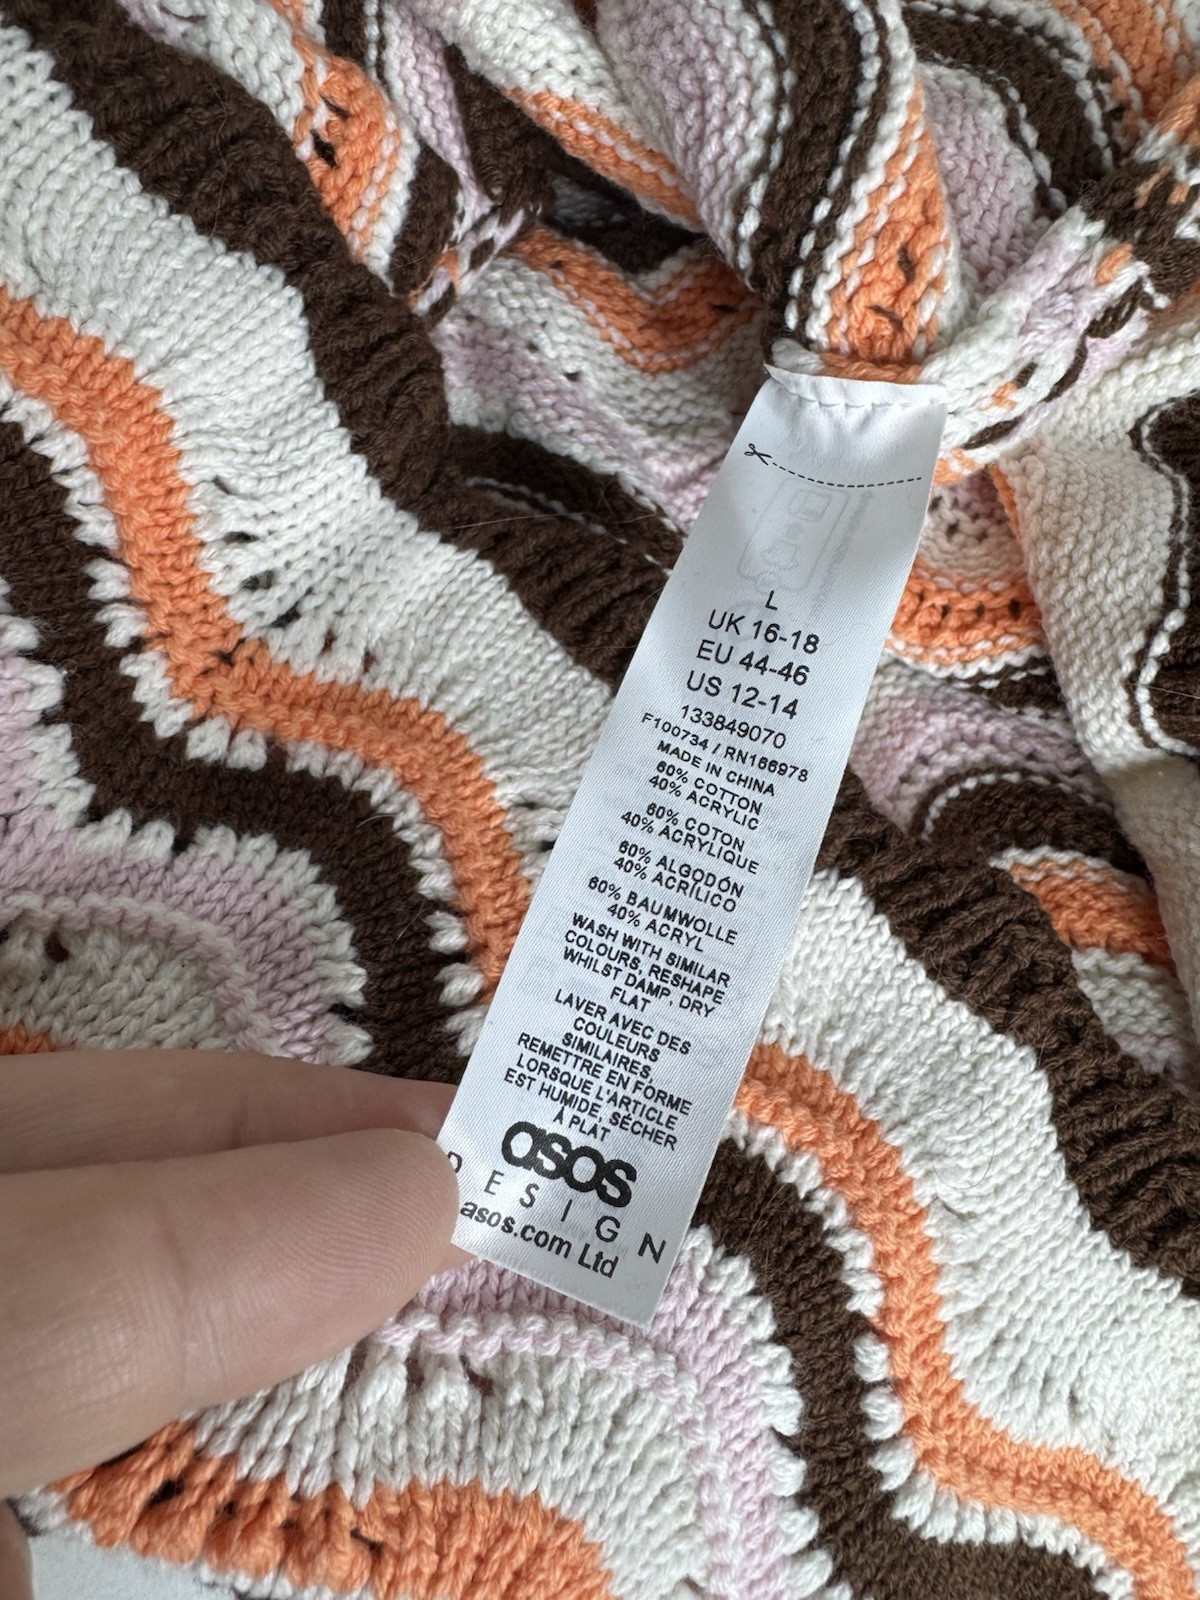 L
UK 16-18
EU 44-46
US 12-14
133849070
F100734 / RN166978
MADE IN CHINA
60% COTTON
40% ACRYLIC
60% COTON
40% ACRYLIQUE
60% ALGODÓN
40% ACRÍLICO
60% BAUMWOLLE
40% ACRYL
WASH WITH SIMILAR
COLOURS, RESHAPE
WHILST DAMP, DRY
FLAT
LAVER AVEC DES
COULEURS
SIMILAIRES,
REMETTRE EN FORME
LORSQUE L'ARTICLE
EST HUMIDE, SÉCHER
À PLAT
asos
DESIGN
asos.com Ltd